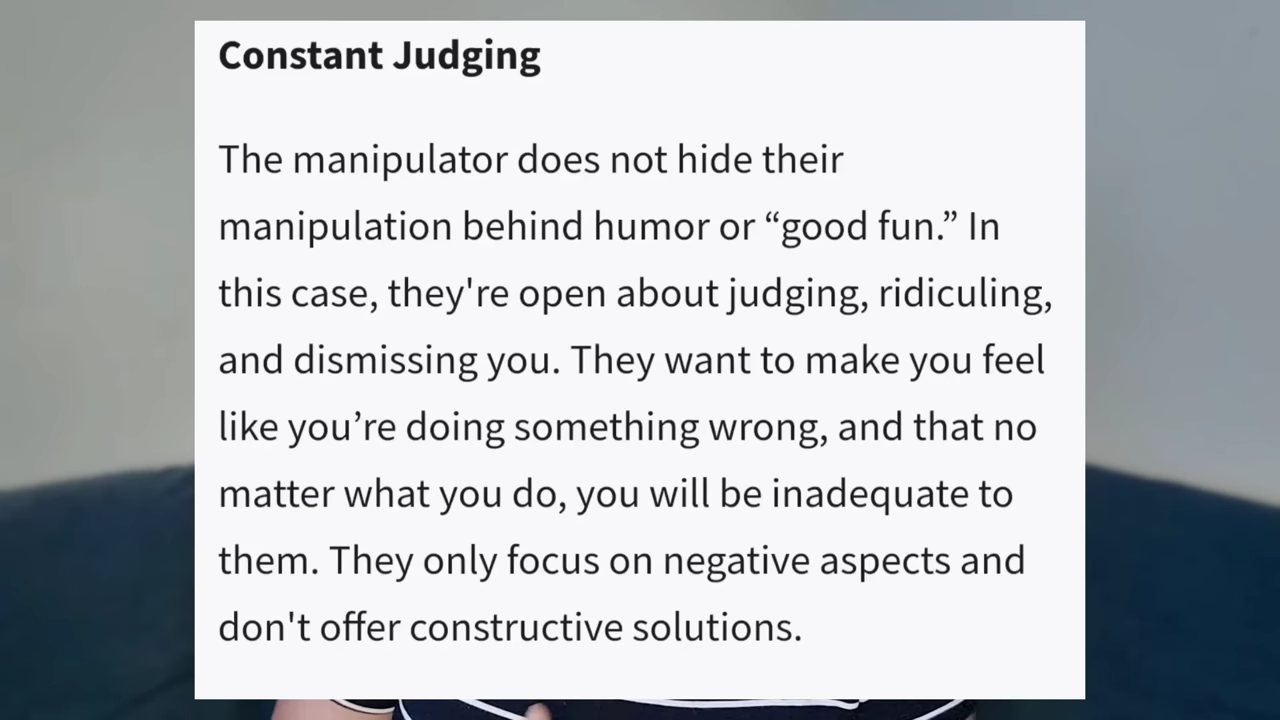 Constant Judging
The manipulator does not hide their
manipulation behind humor or “good fun.” In
this case, they're open about judging, ridiculing,
and dismissing you. They want to make you feel
like you’re doing something wrong, and that no
matter what you do, you will be inadequate to
them. They only focus on negative aspects and
don't offer constructive solutions.